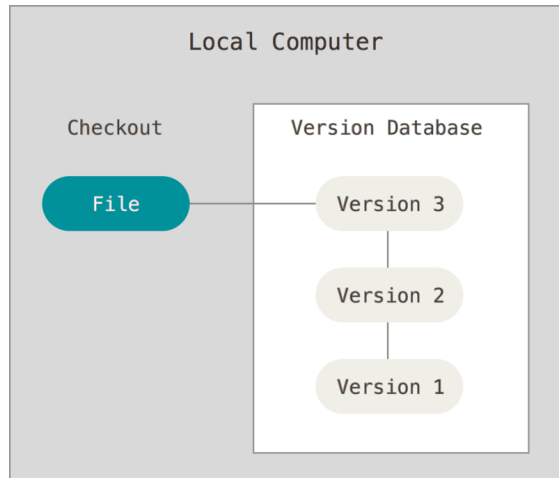 Local Computer
Checkout
Version Database
File
Version 3
Version 2
Version 1